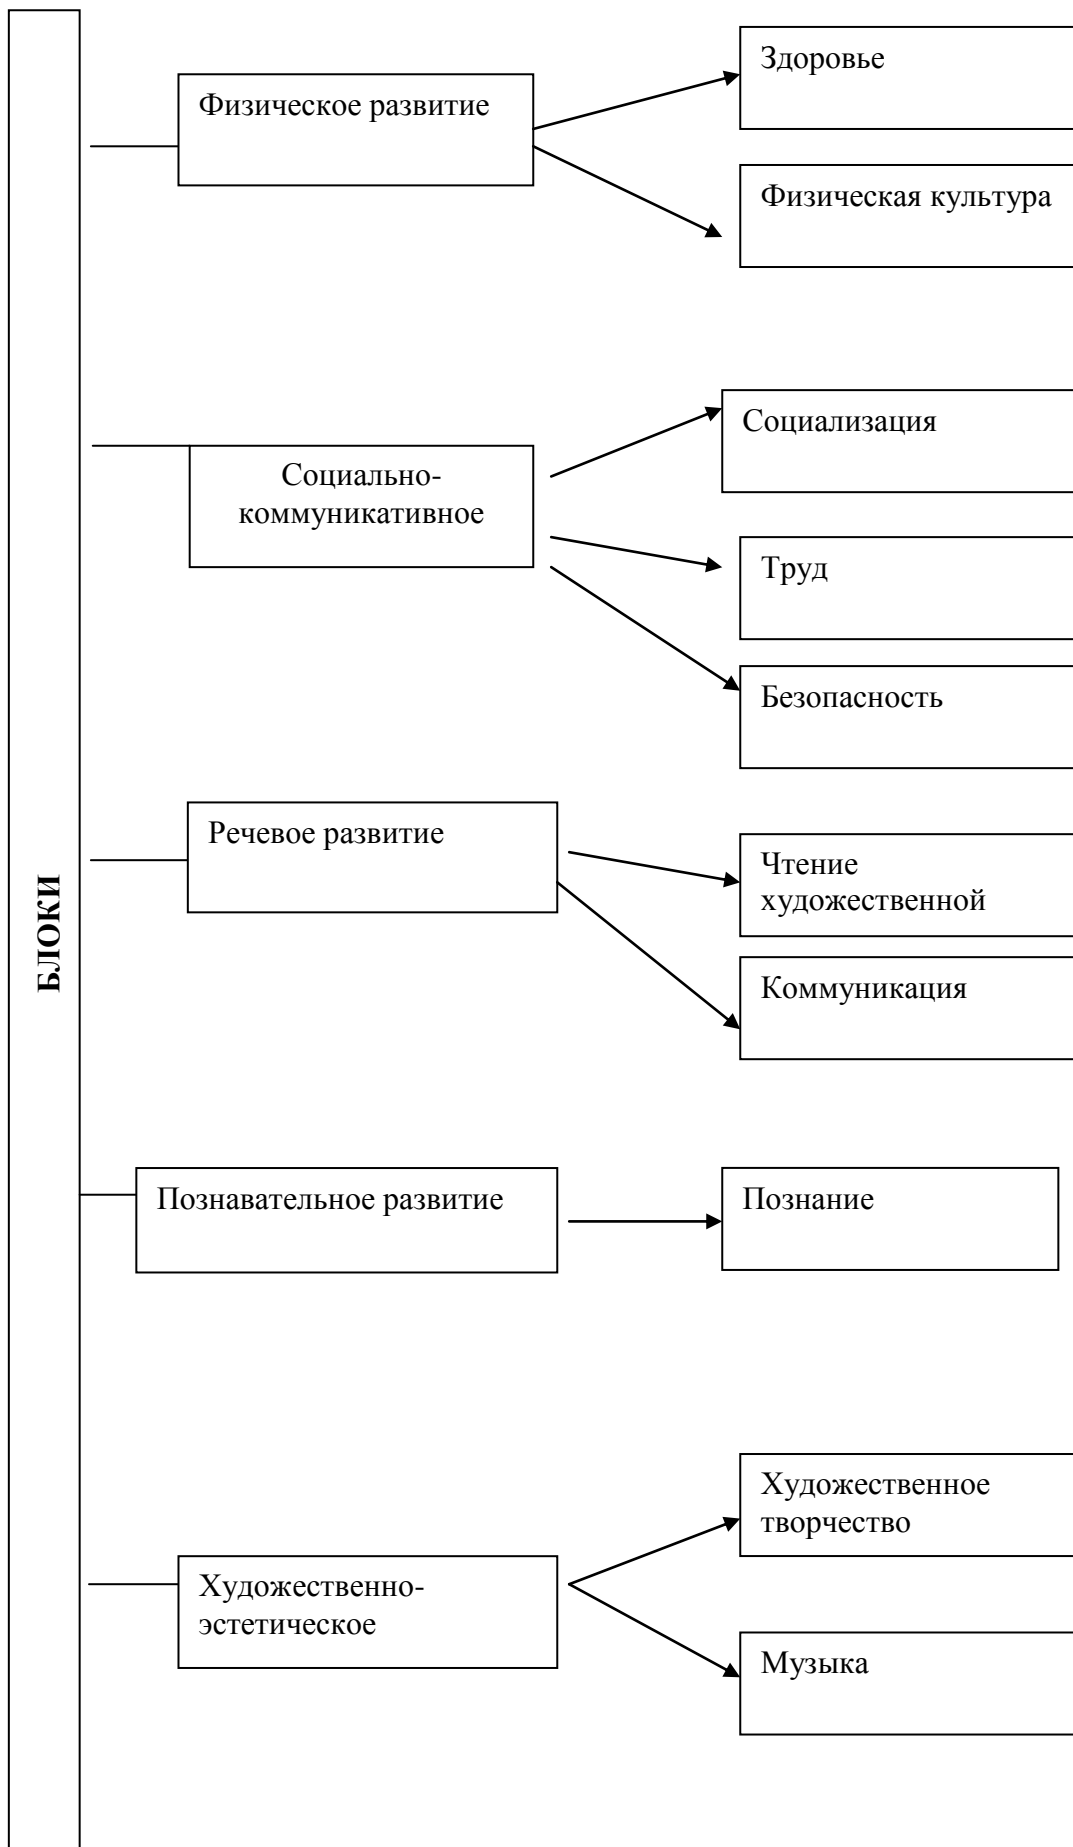 БЛОКИ
Физическое развитие
Здоровье
Физическая культура
Социально-
коммуникативное
Социализация
Труд
Безопасность
Речевое развитие
Чтение
художественной
Коммуникация
Познавательное развитие
Познание
Художественно-
эстетическое
Художественное
творчество
Музыка